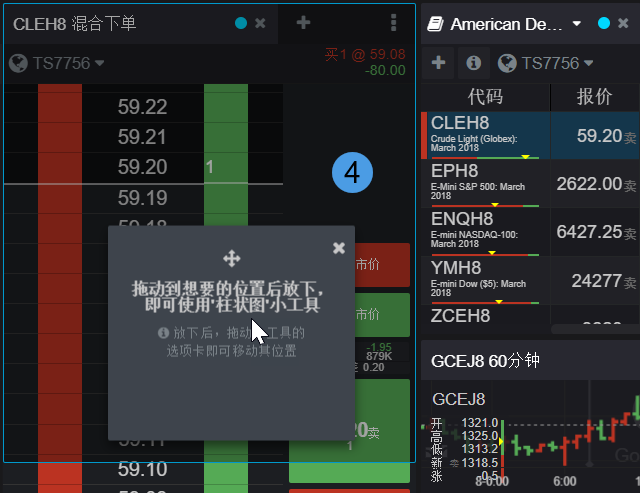 CLEH8 混合下单
TS7756
买1 @ 59.08
-80.00
59.22
59.21
59.20
1
59.19
59.18
4
拖动到想要的位置后放下，
即可使用'柱状图'小工具
放下后，拖动小工具的
选项卡即可移动其位置
市价
市价
-1.95
879K
0.20
20卖
1
59.11
59.10
American De...
TS7756
代码 报价
CLEH8 59.20卖
Crude Light (Globex):
March 2018
EPH8 2622.00卖
E-Mini S&P 500: March
2018
ENQH8 6427.25卖
E-mini NASDAQ-100:
March 2018
YMH8 24277卖
E-mini Dow ($5): March
2018
ZCEH8
GCEJ8 60分钟
GCEJ8
开 1321.0
高 1325.0
低 1313.2
新 1318.5
涨 0.5
6:00
12:00